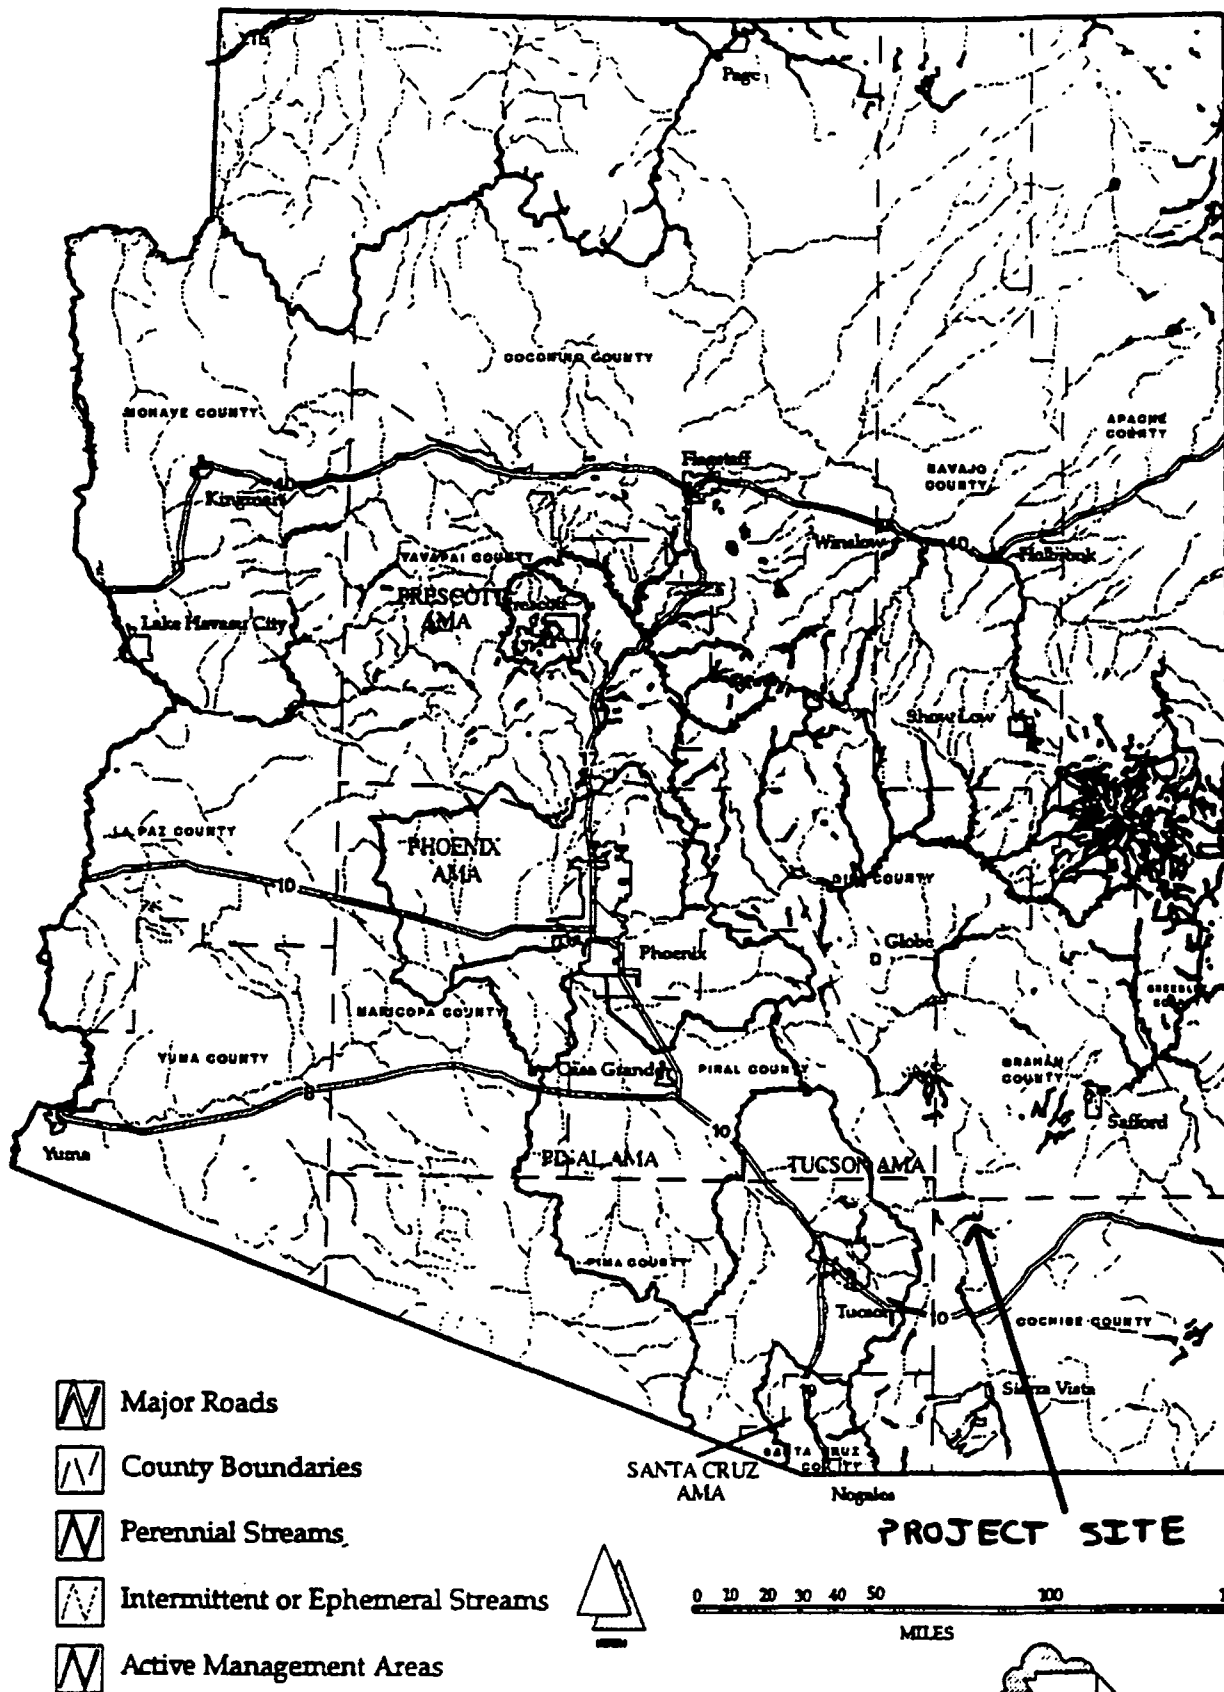 15
Page
COCONINO COUNTY
MOHAVE COUNTY
APACHE
COUNTY
Flagstaff
NAVAJO
COUNTY
Kingman
40
Winslow
40
Holbrook
YAVAPAI COUNTY
PRESCOTT
AMA
Prescott
Lake Havasu City
Show Low
LA PAZ COUNTY
PHOENIX
AMA
10
GILA COUNTY
Globe
Phoenix
MARICOPA COUNTY
YUMA COUNTY
GRAHAM
COUNTY
Casa Grande
PINAL COUNTY
8
Safford
Yuma
10
PINAL AMA
TUCSON AMA
PIMA COUNTY
Tucson
10
COCHISE COUNTY
19
Sierra Vista
SANTA CRUZ
COUNTY
SANTA CRUZ
AMA
Nogales
PROJECT SITE
Major Roads
County Boundaries
Perennial Streams
Intermittent or Ephemeral Streams
Active Management Areas
0 10 20 30 40 50 100
MILES